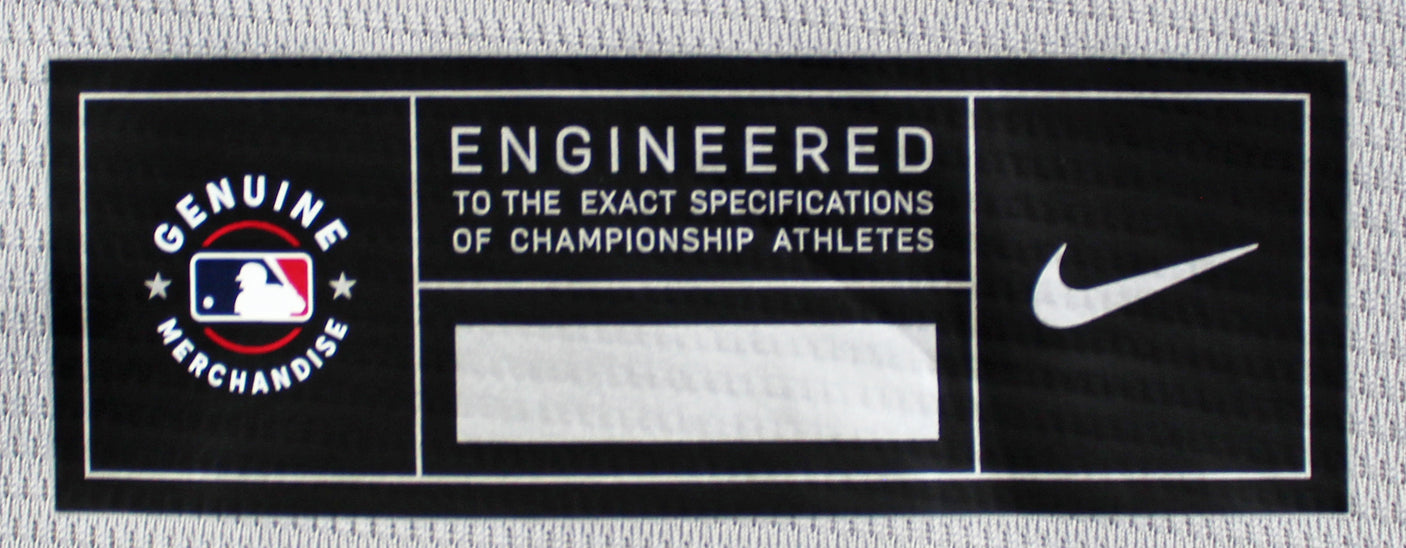 GENUINE
MERCHANDISE
ENGINEERED
TO THE EXACT SPECIFICATIONS
OF CHAMPIONSHIP ATHLETES